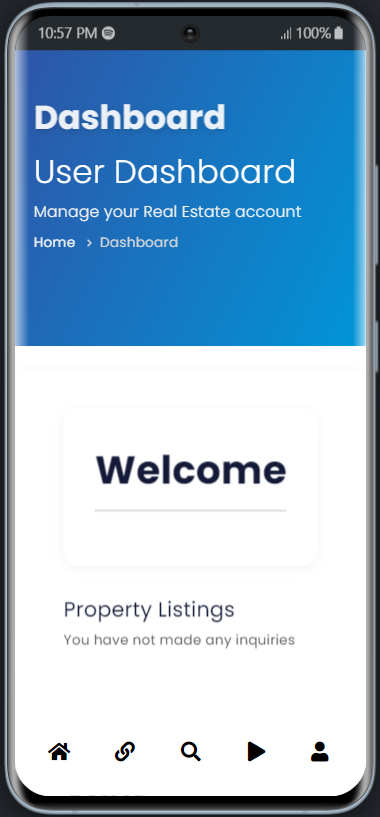 10:57 PM 100%
Dashboard
User Dashboard
Manage your Real Estate account
Home > Dashboard
Welcome
Property Listings
You have not made any inquiries